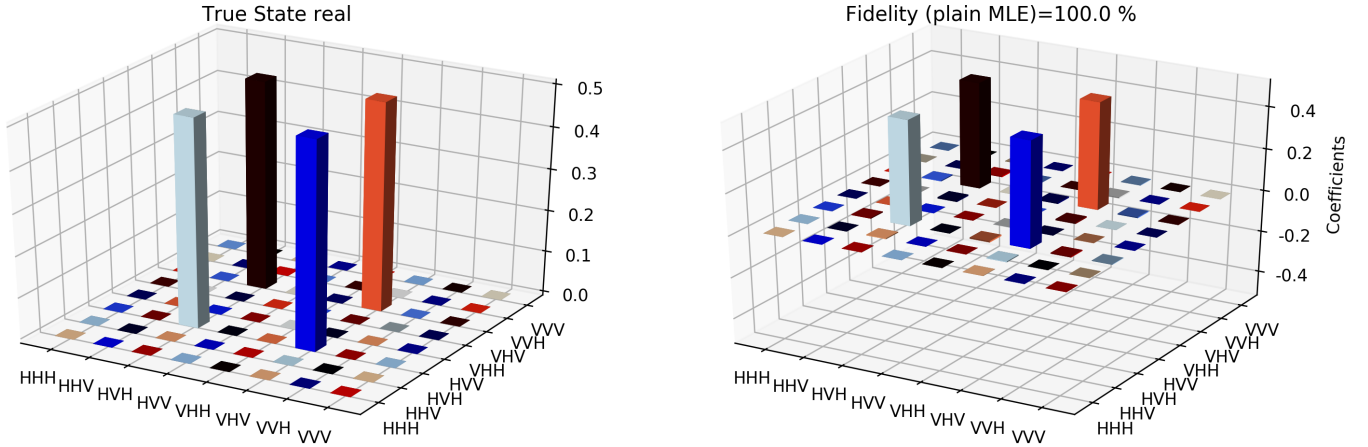 True State real
0.5
0.4
0.3
0.2
0.1
0.0
HHH
HHV
HVH
HVV
VHH
VHV
VVH
VVV
HHH
HHV
HVH
HVV
VHH
VHV
VVH
VVV
Fidelity (plain MLE)=100.0 %
0.4
0.2
0.0
-0.2
-0.4
Coefficients
HHH
HHV
HVH
HVV
VHH
VHV
VVH
VVV
HHH
HHV
HVH
HVV
VHH
VHV
VVH
VVV